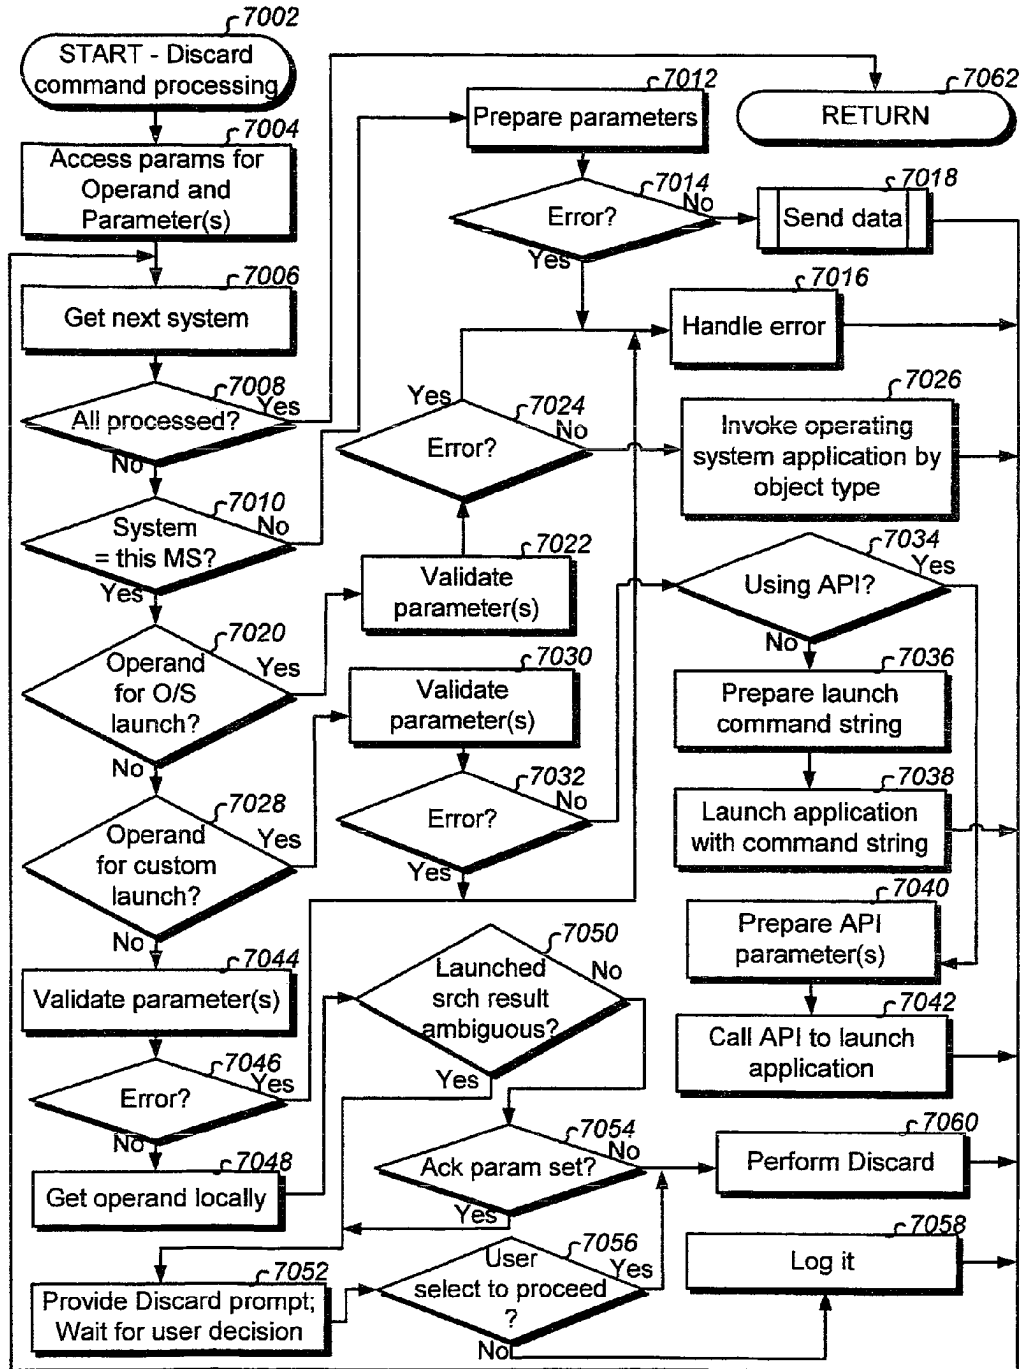 7002
START - Discard
command processing
7004
Access params for
Operand and
Parameter(s)
7006
Get next system
7008
All processed?
Yes
No
7010
System
= this MS?
No
Yes
7020
Operand
for O/S
launch?
Yes
No
7028
Operand
for custom
launch?
Yes
No
7044
Validate parameter(s)
7046
Error?
Yes
No
7048
Get operand locally
7052
Provide Discard prompt;
Wait for user decision
7012
Prepare parameters
7014
Error?
No
Yes
7024
Error?
Yes
No
7022
Validate
parameter(s)
7030
Validate
parameter(s)
7032
Error?
No
Yes
7050
Launched
srch result
ambiguous?
No
Yes
7054
Ack param set?
No
Yes
7056
User
select to proceed
?
Yes
No
7062
RETURN
7018
Send data
7016
Handle error
7026
Invoke operating
system application by
object type
7034
Using API?
Yes
No
7036
Prepare launch
command string
7038
Launch application
with command string
7040
Prepare API
parameter(s)
7042
Call API to launch
application
7060
Perform Discard
7058
Log it